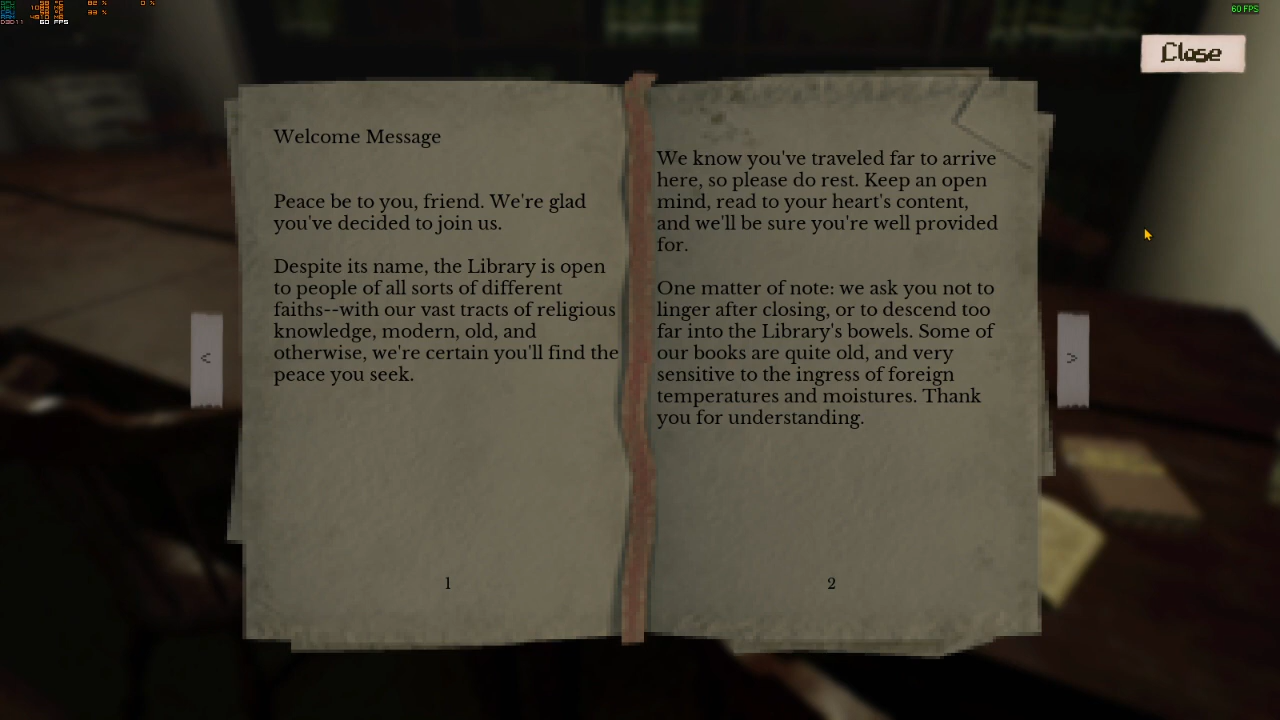 60 FPS
Close
Welcome Message
Peace be to you, friend. We're glad
you've decided to join us.
Despite its name, the Library is open
to people of all sorts of different
faiths--with our vast tracts of religious
knowledge, modern, old, and
otherwise, we're certain you'll find the
peace you seek.
1
We know you've traveled far to arrive
here, so please do rest. Keep an open
mind, read to your heart's content,
and we'll be sure you're well provided
for.
One matter of note: we ask you not to
linger after closing, or to descend too
far into the Library's bowels. Some of
our books are quite old, and very
sensitive to the ingress of foreign
temperatures and moistures. Thank
you for understanding.
2
<
>